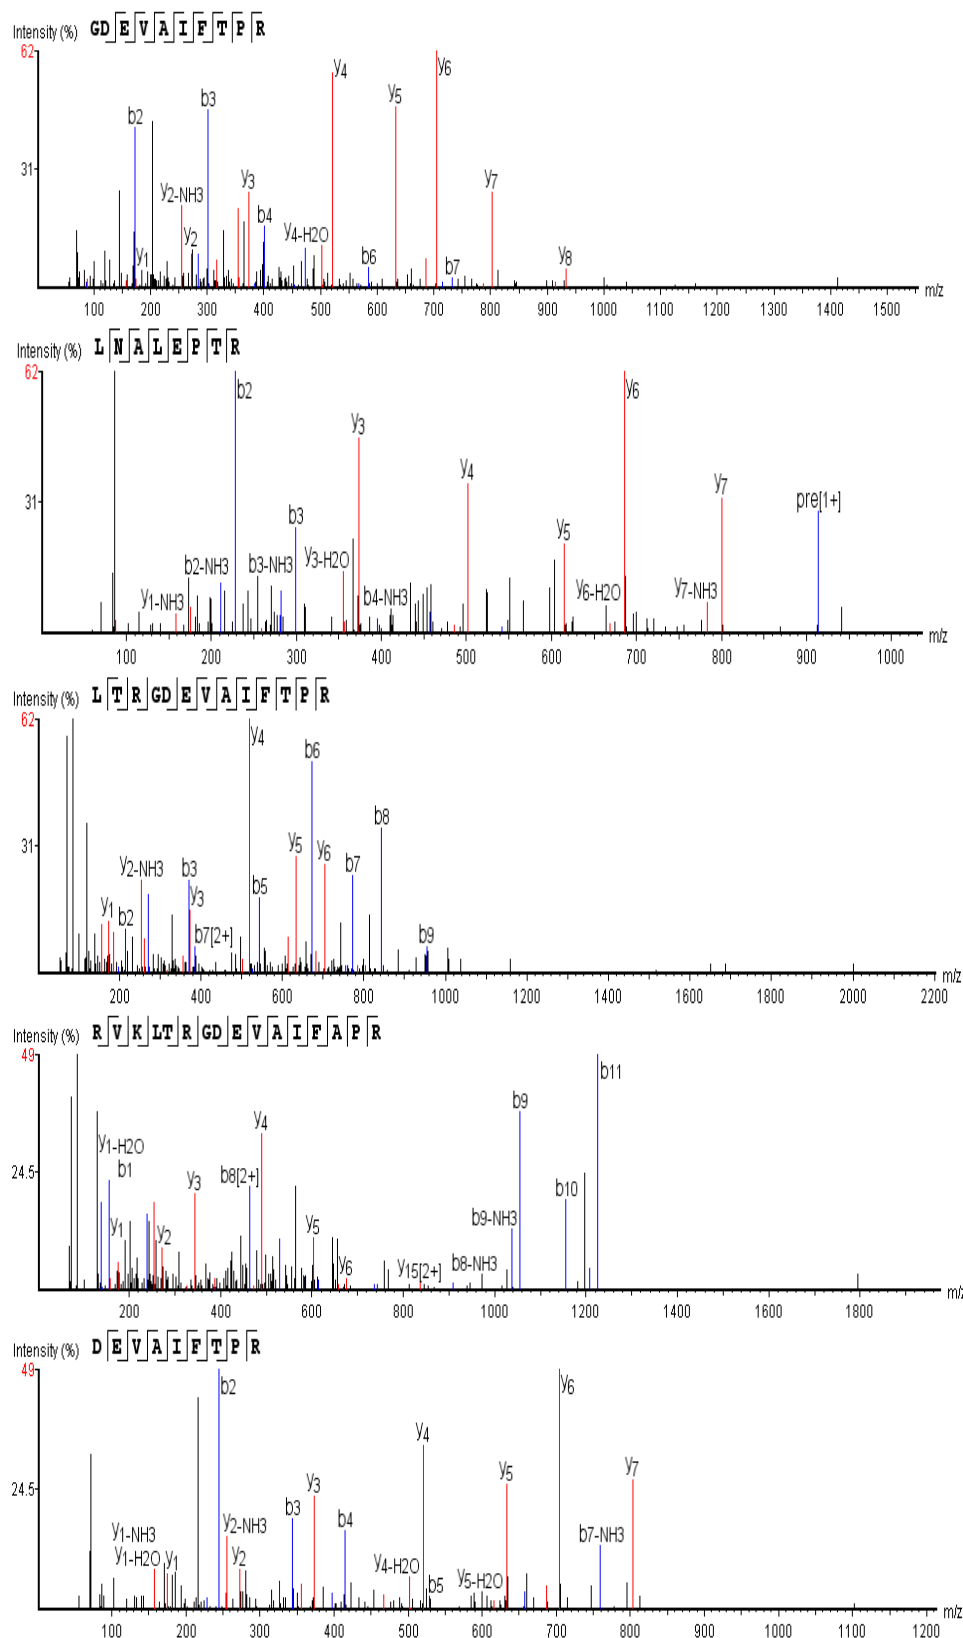 Intensity (%) GDEVAIFTPR
62
y4
y6
b3
y5
b2
31
y2-NH3
y3
y7
b4
y4-H2O
y2
y1
b6
b7
y8
100 200 300 400 500 600 700 800 900 1000 1100 1200 1300 1400 1500 m/z
Intensity (%) LNALEPTR
62
b2
y6
y3
y4
y7
pre[1+]
31
b3
y5
b2-NH3
b3-NH3
y3-H2O
y1-NH3
b4-NH3
y6-H2O
y7-NH3
100 200 300 400 500 600 700 800 900 1000 m/z
Intensity (%) LTRGDEVAIFTPR
62
y4
b6
b8
31
y5
y6
y2-NH3
b3
b7
y3
b5
y1
b2
b7[2+]
b9
200 400 600 800 1000 1200 1400 1600 1800 2000 2200 m/z
Intensity (%) RVKLTRGDEVAIFAPR
49
b11
b9
y1-H2O
y4
24.5
b1
b8[2+]
y3
b10
y1
y2
y5
b9-NH3
y6
y15[2+]
b8-NH3
200 400 600 800 1000 1200 1400 1600 1800 m/z
Intensity (%) DEVAIFTPR
49
b2
y6
y4
y5
y7
24.5
y3
b3
b4
y1-NH3
y2-NH3
b7-NH3
y1-H2O
y1
y2
y4-H2O
b5
y5-H2O
100 200 300 400 500 600 700 800 900 1000 1100 1200 m/z